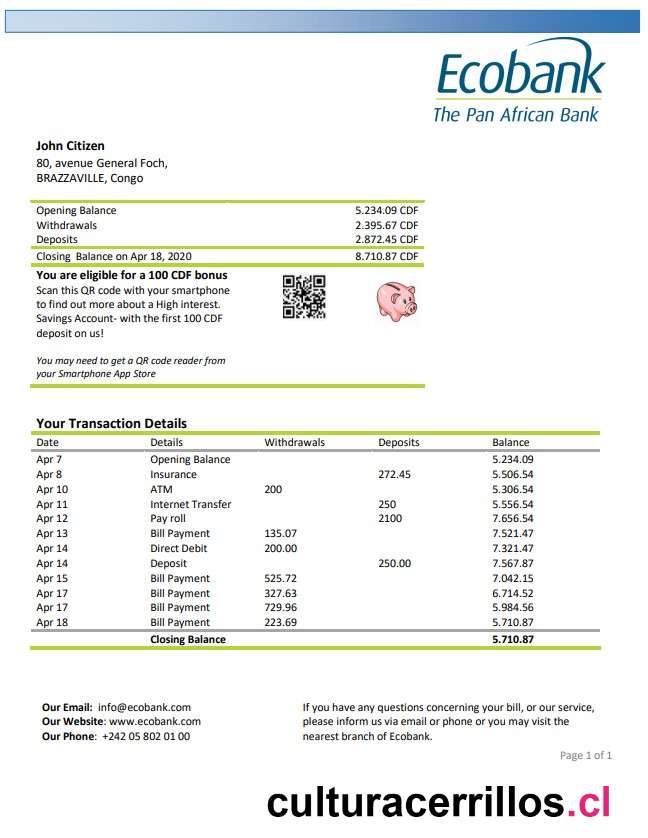 Ecobank
The Pan African Bank
John Citizen
80, avenue General Foch,
BRAZZAVILLE, Congo
Opening Balance 5.234.09 CDF
Withdrawals 2.395.67 CDF
Deposits 2.872.45 CDF
Closing Balance on Apr 18, 2020 8.710.87 CDF
You are eligible for a 100 CDF bonus
Scan this QR code with your smartphone
to find out more about a High interest.
Savings Account- with the first 100 CDF
deposit on us!
You may need to get a QR code reader from
your Smartphone App Store
Your Transaction Details
Date Details Withdrawals Deposits Balance
Apr 7 Opening Balance 5.234.09
Apr 8 Insurance 272.45 5.506.54
Apr 10 ATM 200 5.306.54
Apr 11 Internet Transfer 250 5.556.54
Apr 12 Pay roll 2100 7.656.54
Apr 13 Bill Payment 135.07 7.521.47
Apr 14 Direct Debit 200.00 7.321.47
Apr 14 Deposit 250.00 7.567.87
Apr 15 Bill Payment 525.72 7.042.15
Apr 17 Bill Payment 327.63 6.714.52
Apr 17 Bill Payment 729.96 5.984.56
Apr 18 Bill Payment 223.69 5.710.87
Closing Balance 5.710.87
Our Email: info@ecobank.com
Our Website: www.ecobank.com
Our Phone: +242 05 802 01 00
If you have any questions concerning your bill, or our service,
please inform us via email or phone or you may visit the
nearest branch of Ecobank.
Page 1 of 1
culturacerrillos.cl